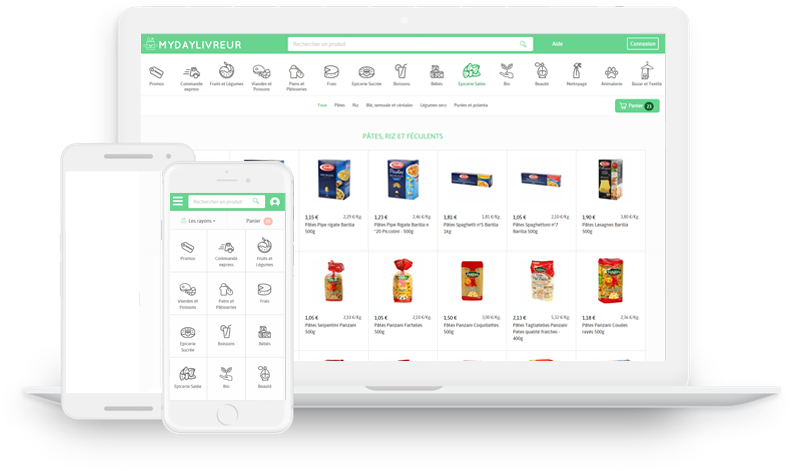 MYDAYLIVREUR
Rechercher un produit
Aide
Connexion
Promos
Commande express
Fruits et Légumes
Viandes et Poissons
Pains et Pâtisseries
Frais
Epicerie Sucrée
Boissons
Bébés
Epicerie Salée
Bio
Beauté
Nettoyage
Animalerie
Bazar et Textile
Tous
Pâtes
Riz
Blé, semoule et céréales
Légumes secs
Purées et polenta
Panier 21
PÂTES, RIZ ET FÉCULENTS
1,15 € 2,29 €/Kg
Pâtes Pipe rigate Barilla
500g
1,23 € 2,46 €/Kg
Pâtes Pipe Rigate Barilla n
°20 Piccolini - 500g
1,81 € 1,81 €/Kg
Pâtes Spaghetti n°5 Barilla
1kg
1,05 € 2,10 €/Kg
Pâtes Spaghettoni n°7
Barilla 500g
1,90 € 3,80 €/Kg
Pâtes Lasagnes Barilla
500g
1,05 € 2,10 €/Kg
Pâtes Serpentini Panzani
500g
1,05 € 2,10 €/Kg
Pâtes Panzani Farfalles
500g
1,50 € 3,00 €/Kg
Pâtes Panzani Coquillettes
500g
2,13 € 5,32 €/Kg
Pâtes Tagliatelles Panzani
Pates qualité fraîches -
400g
1,18 € 2,36 €/Kg
Pâtes Panzani Coudes
rayés 500g
Rechercher un produit
Les rayons
Panier
Promos
Commande
express
Fruits et
Légumes
Viandes et
Poissons
Pains et
Pâtisseries
Frais
Epicerie
Sucrée
Boissons
Bébés
Epicerie Salée
Bio
Beauté